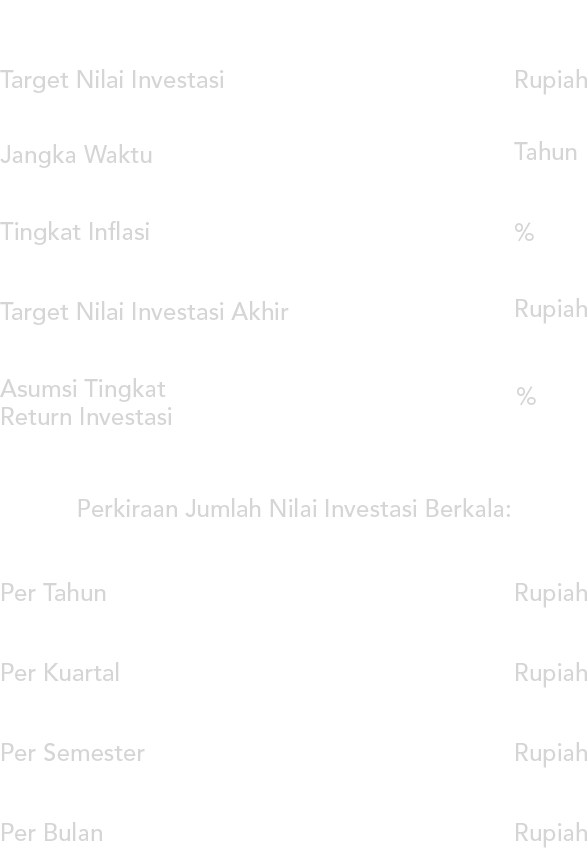 Target Nilai Investasi Rupiah
Jangka Waktu Tahun
Tingkat Inflasi %
Target Nilai Investasi Akhir Rupiah
Asumsi Tingkat
Return Investasi %
Perkiraan Jumlah Nilai Investasi Berkala:
Per Tahun Rupiah
Per Kuartal Rupiah
Per Semester Rupiah
Per Bulan Rupiah